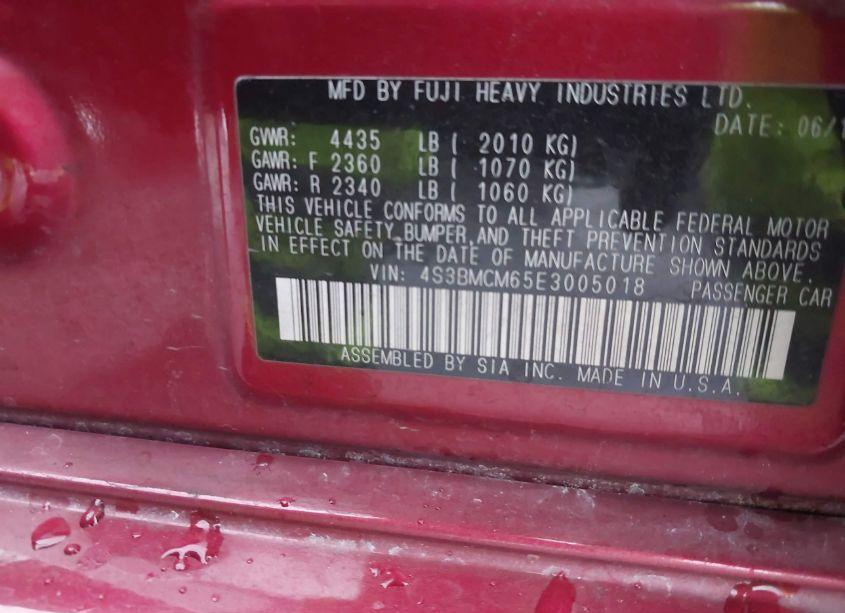 MFD BY FUJI HEAVY INDUSTRIES LTD.
DATE: 06/1
GVWR: 4435 LB ( 2010 KG)
GAWR: F 2360 LB ( 1070 KG)
GAWR: R 2340 LB ( 1060 KG)
THIS VEHICLE CONFORMS TO ALL APPLICABLE FEDERAL MOTOR
VEHICLE SAFETY,BUMPER,AND THEFT PREVENTION STANDARDS
IN EFFECT ON THE DATE OF MANUFACTURE SHOWN ABOVE.
VIN: 4S3BMCM65E3005018 PASSENGER CAR
ASSEMBLED BY SIA INC. MADE IN U.S.A.